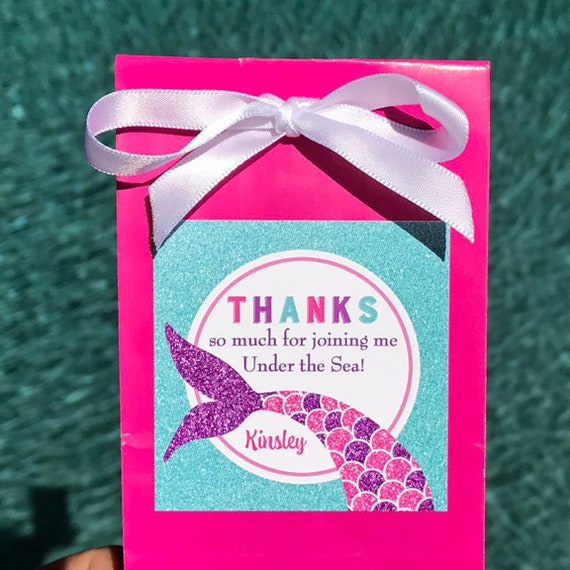 THANKS
so much for joining me
Under the Sea!
Kinsley